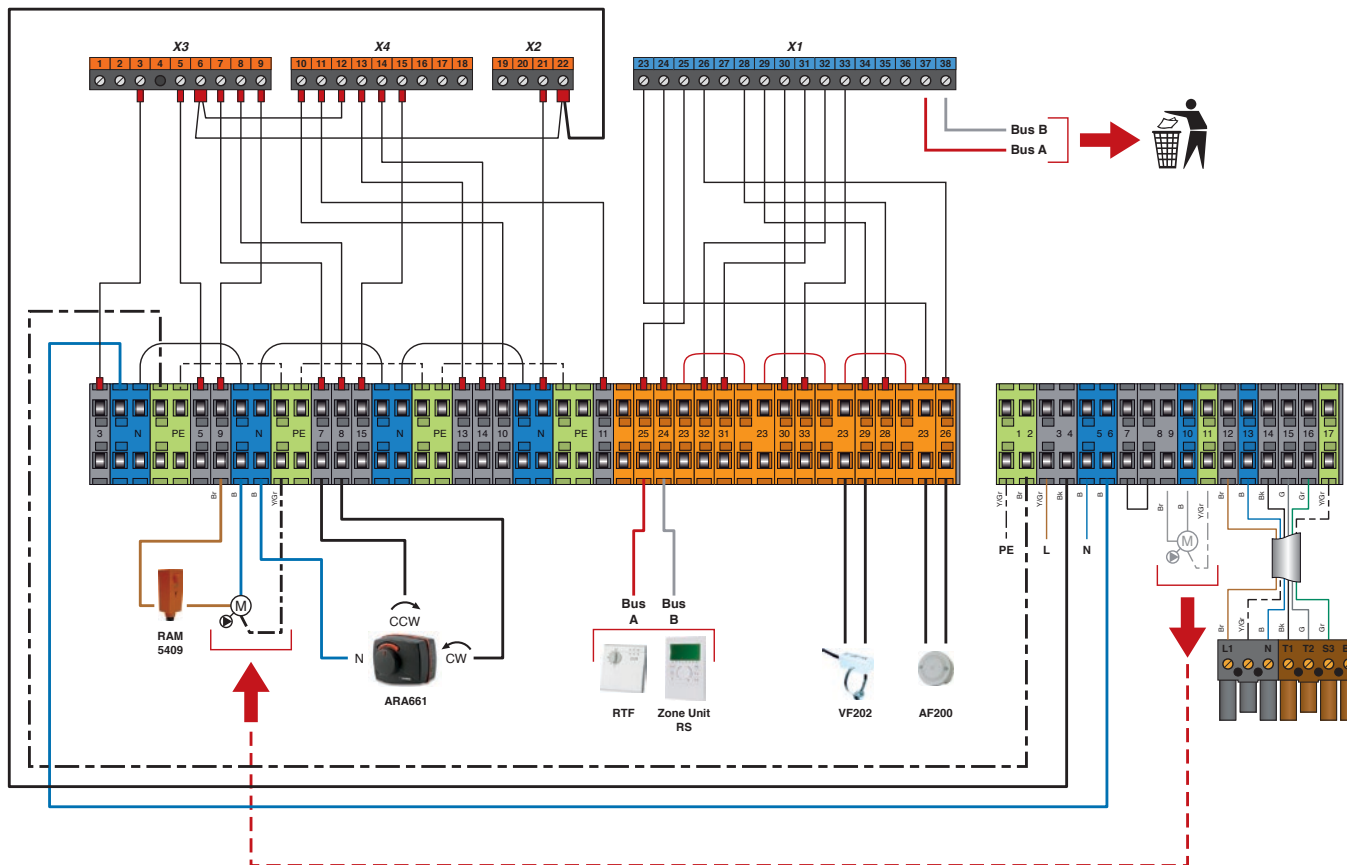 X3 X4 X2 X1
1 2 3 4 5 6 7 8 9 10 11 12 13 14 15 16 17 18 19 20 21 22 23 24 25 26 27 28 29 30 31 32 33 34 35 36 37 38
Bus B
Bus A
3 N PE 5 9 N PE 7 8 15 N PE 13 14 10 N PE 11 25 24 23 32 31 23 30 33 23 29 28 23 26
1 2 3 4 5 6 7 8 9 10 11 12 13 14 15 16 17
Br B B Y/Gr
Y/Gr Br Y/Gr Bk B B Br B Y/Gr Br B Bk G Gr Y/Gr
PE L N
M
M
RAM
5409
CCW
N CW
ARA661
Bus
A
Bus
B
RTF
Zone Unit
RS
VF202
AF200
Br Y/Gr B Bk G Gr
L1 N T1 T2 S3